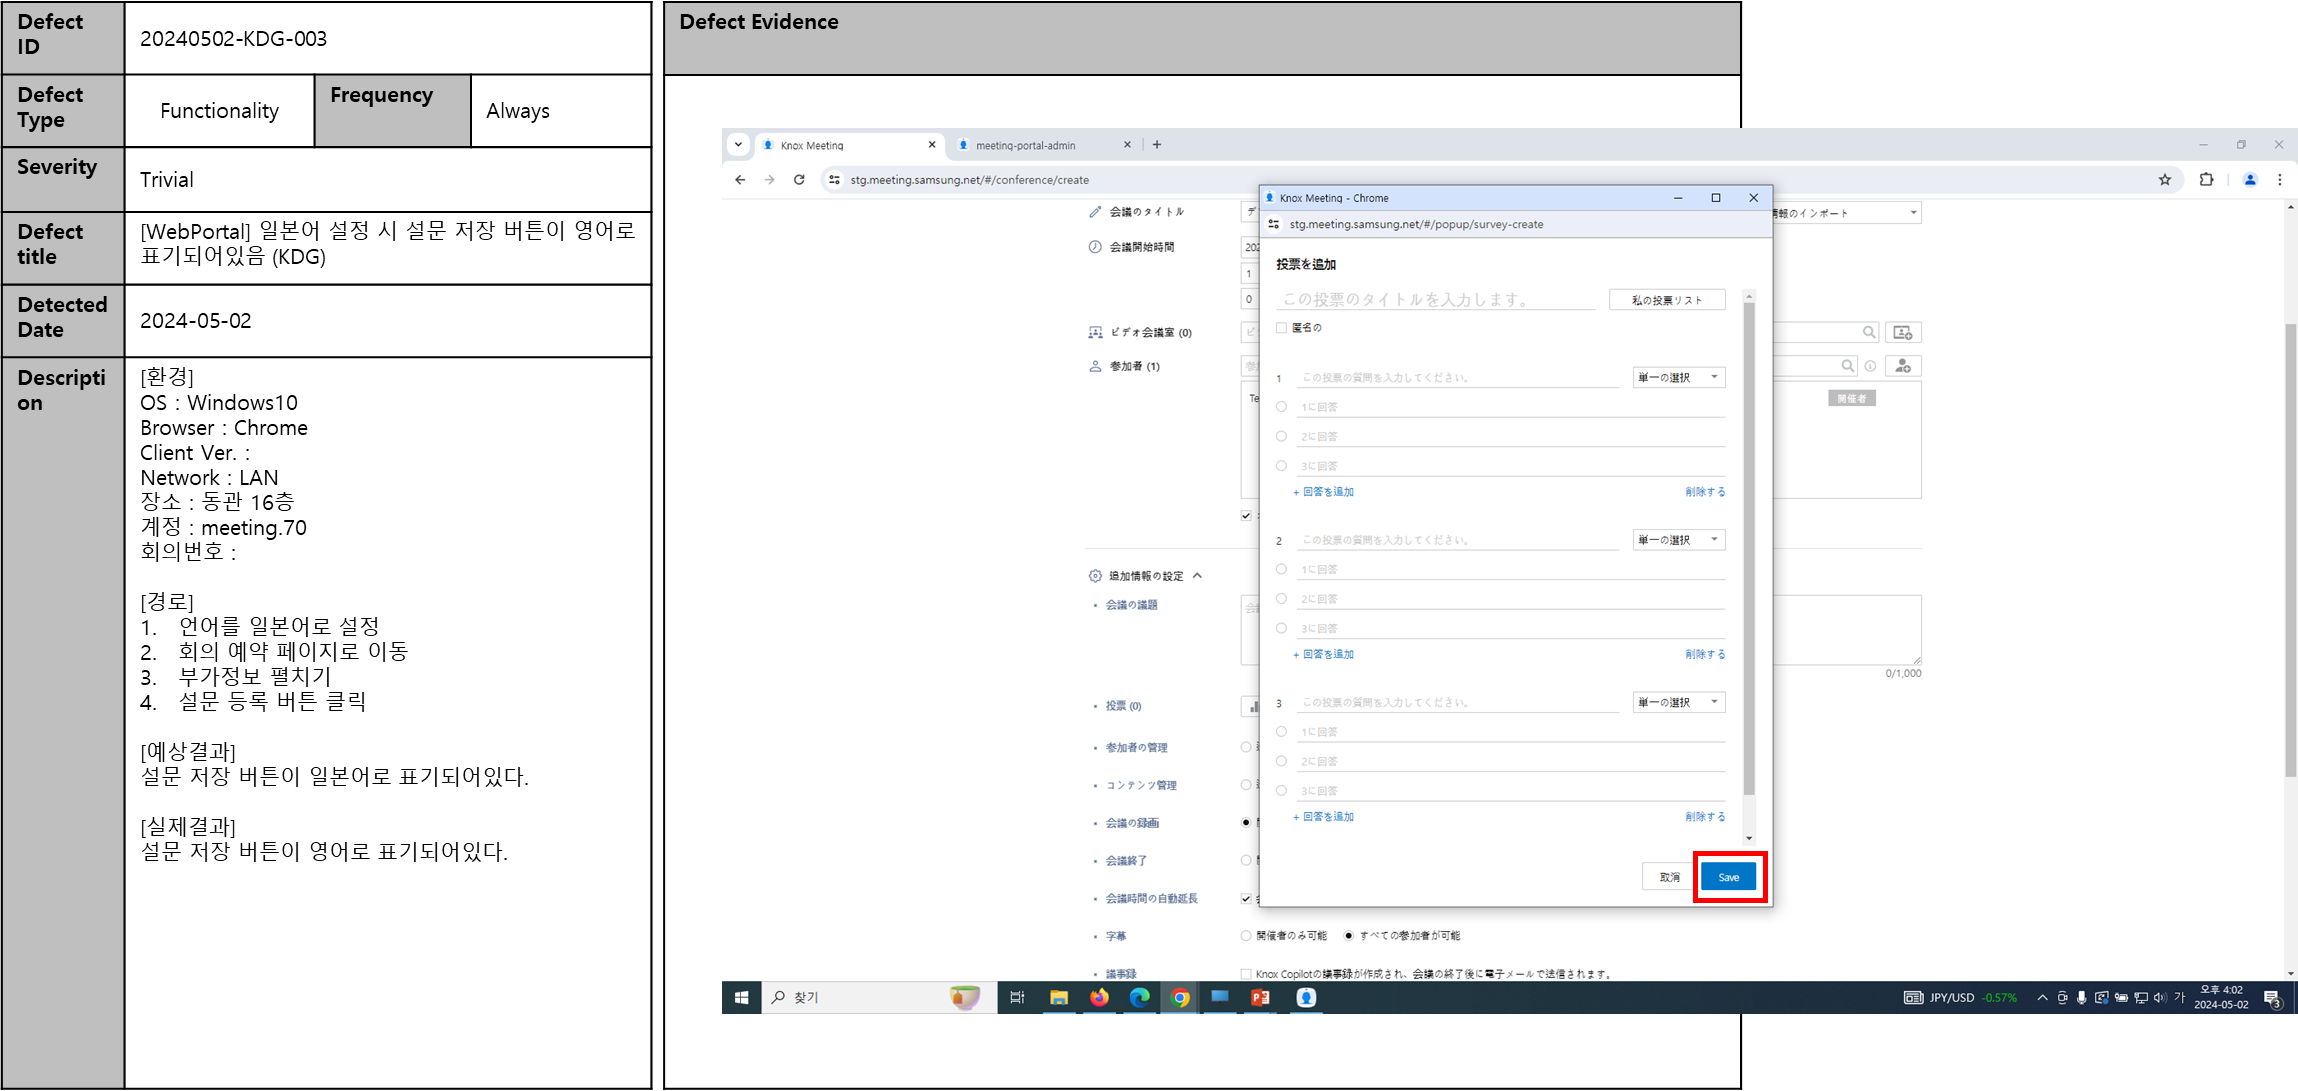 Defect
ID
20240502-KDG-003
Defect
Type
Functionality
Frequency
Always
Severity
Trivial
Defect
title
[WebPortal] 일본어 설정 시 설문 저장 버튼이 영어로
표기되어있음 (KDG)
Detected
Date
2024-05-02
Descripti
on
[환경]
OS : Windows10
Browser : Chrome
Client Ver. :
Network : LAN
장소 : 동관 16층
계정 : meeting.70
회의번호 :
[경로]
1. 언어를 일본어로 설정
2. 회의 예약 페이지로 이동
3. 부가정보 펼치기
4. 설문 등록 버튼 클릭
[예상결과]
설문 저장 버튼이 일본어로 표기되어있다.
[실제결과]
설문 저장 버튼이 영어로 표기되어있다.
Defect Evidence
Knox Meeting
meeting-portal-admin
stg.meeting.samsung.net/#/conference/create
会議のタイトル
情報のインポート
会議開始時間
202
1
0
ビデオ会議室 (0)
参加者 (1)
Te
開催者
追加情報の設定
会議の議題
0/1,000
投票 (0)
参加者の管理
コンテンツ管理
会議の録画
会議終了
会議時間の自動延長
字幕
開催者のみ可能
すべての参加者が可能
議事録
Knox Copilotの議事録が作成され、会議の終了後に電子メールで送信されます。
Knox Meeting - Chrome
stg.meeting.samsung.net/#/popup/survey-create
投票を追加
この投票のタイトルを入力します。
私の投票リスト
匿名の
1
この投票の質問を入力してください。
単一の選択
1に回答
2に回答
3に回答
+ 回答を追加
削除する
2
この投票の質問を入力してください。
単一の選択
1に回答
2に回答
3に回答
+ 回答を追加
削除する
3
この投票の質問を入力してください。
単一の選択
1に回答
2に回答
3に回答
+ 回答を追加
削除する
取消
Save
찾기
JPY/USD -0.57%
가
오후 4:02
2024-05-02
3